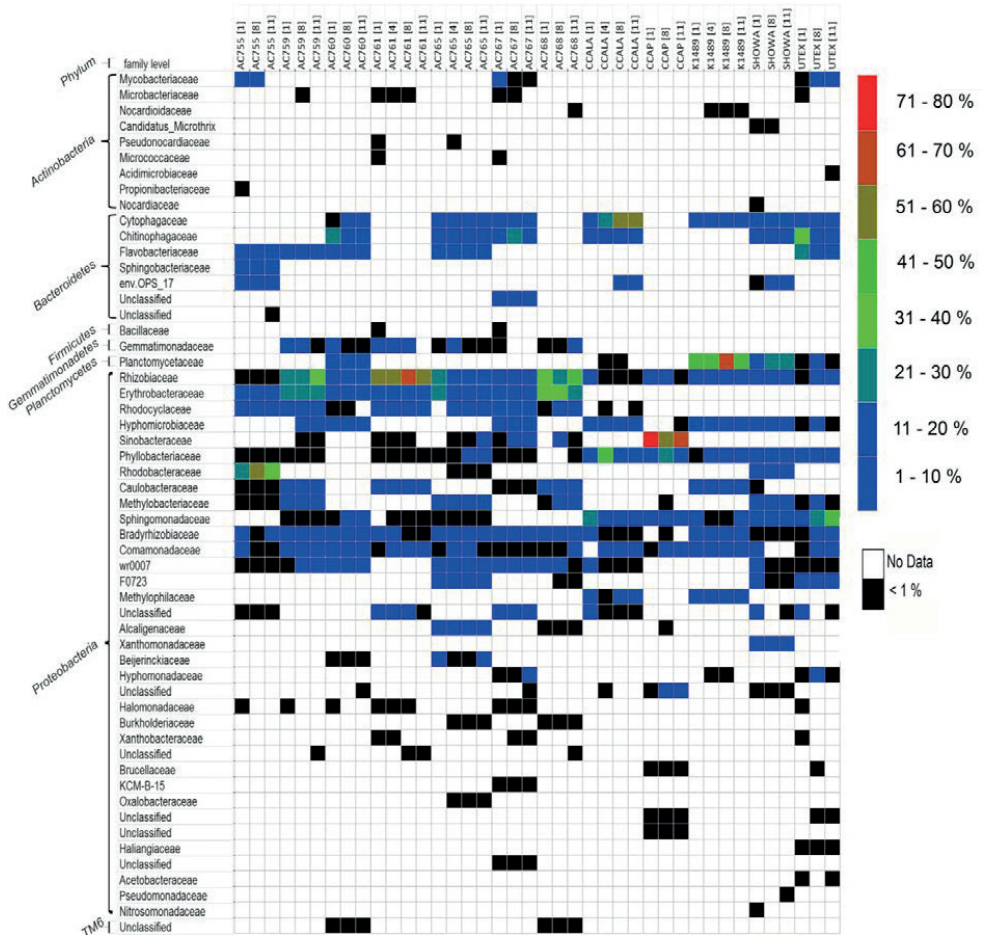 AC755 [1]
AC755 [8]
AC755 [11]
AC759 [1]
AC759 [8]
AC759 [11]
AC760 [1]
AC760 [8]
AC760 [11]
AC761 [1]
AC761 [4]
AC761 [8]
AC761 [11]
AC765 [1]
AC765 [4]
AC765 [8]
AC765 [11]
AC767 [1]
AC767 [8]
AC767 [11]
AC768 [1]
AC768 [8]
AC768 [11]
CCALA [1]
CCALA [4]
CCALA [8]
CCALA [11]
CCAP [1]
CCAP [8]
CCAP [11]
K1489 [1]
K1489 [4]
K1489 [8]
K1489 [11]
SHOWA [1]
SHOWA [8]
SHOWA [11]
UTEX [1]
UTEX [8]
UTEX [11]
Phylum
family level
Actinobacteria
Mycobacteriaceae
Microbacteriaceae
Nocardioidaceae
Candidatus_Microthrix
Pseudonocardiaceae
Micrococcaceae
Acidimicrobiaceae
Propionibacteriaceae
Nocardiaceae
Bacteroidetes
Cytophagaceae
Chitinophagaceae
Flavobacteriaceae
Sphingobacteriaceae
env.OPS_17
Unclassified
Unclassified
Firmicutes
Bacillaceae
Gemmatimonadetes
Gemmatimonadaceae
Planctomycetes
Planctomycetaceae
Proteobacteria
Rhizobiaceae
Erythrobacteraceae
Rhodocyclaceae
Hyphomicrobiaceae
Sinobacteraceae
Phyllobacteriaceae
Rhodobacteraceae
Caulobacteraceae
Methylobacteriaceae
Sphingomonadaceae
Bradyrhizobiaceae
Comamonadaceae
wr0007
F0723
Methylophilaceae
Unclassified
Alcaligenaceae
Xanthomonadaceae
Beijerinckiaceae
Hyphomonadaceae
Unclassified
Halomonadaceae
Burkholderiaceae
Xanthobacteraceae
Unclassified
Brucellaceae
KCM-B-15
Oxalobacteraceae
Unclassified
Unclassified
Haliangiaceae
Unclassified
Acetobacteraceae
Pseudomonadaceae
Nitrosomonadaceae
TM6
Unclassified
71 - 80 %
61 - 70 %
51 - 60 %
41 - 50 %
31 - 40 %
21 - 30 %
11 - 20 %
1 - 10 %
No Data
< 1 %